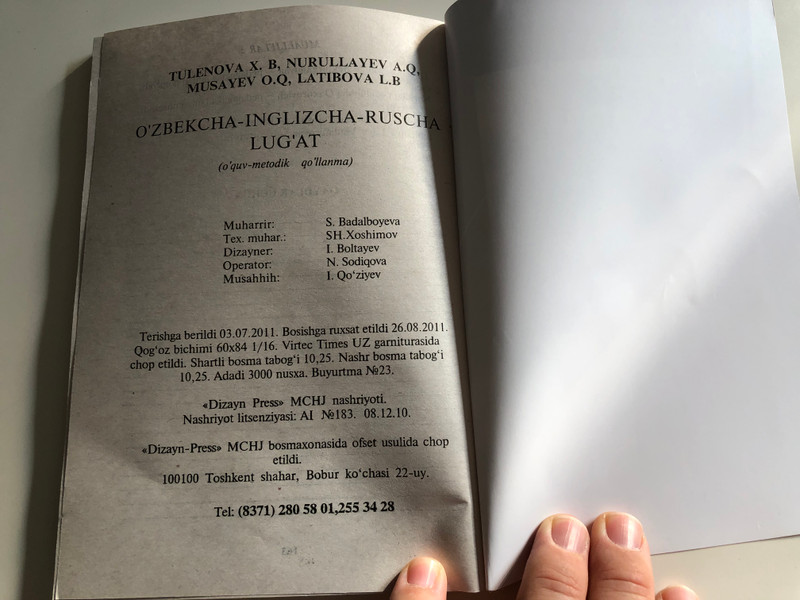 TULENOVA X. B, NURULLAYEV A.Q,
MUSAYEV O.Q, LATIBOVA L.B
O'ZBEKCHA-INGLIZCHA-RUSCHA -
LUG'AT
(o'quv-metodik qo'llanma)
Muharrir: S. Badalboyeva
Tex. muhar.: SH.Xoshimov
Dizayner: I. Boltayev
Operator: N. Sodiqova
Musahhih: I. Qo‘ziyev
Terishga berildi 03.07.2011. Bosishga ruxsat etildi 26.08.2011.
Qog‘oz bichimi 60x84 1/16. Virtec Times UZ garniturasida
chop etildi. Shartli bosma tabog‘i 10,25. Nashr bosma tabog‘i
10,25. Adadi 3000 nusxa. Buyurtma №23.
«Dizayn Press» MCHJ nashriyoti.
Nashriyot litsenziyasi: AI №183. 08.12.10.
«Dizayn-Press» MCHJ bosmaxonasida ofset usulida chop
etildi.
100100 Toshkent shahar, Bobur ko‘chasi 22-uy.
Tel: (8371) 280 58 01,255 34 28